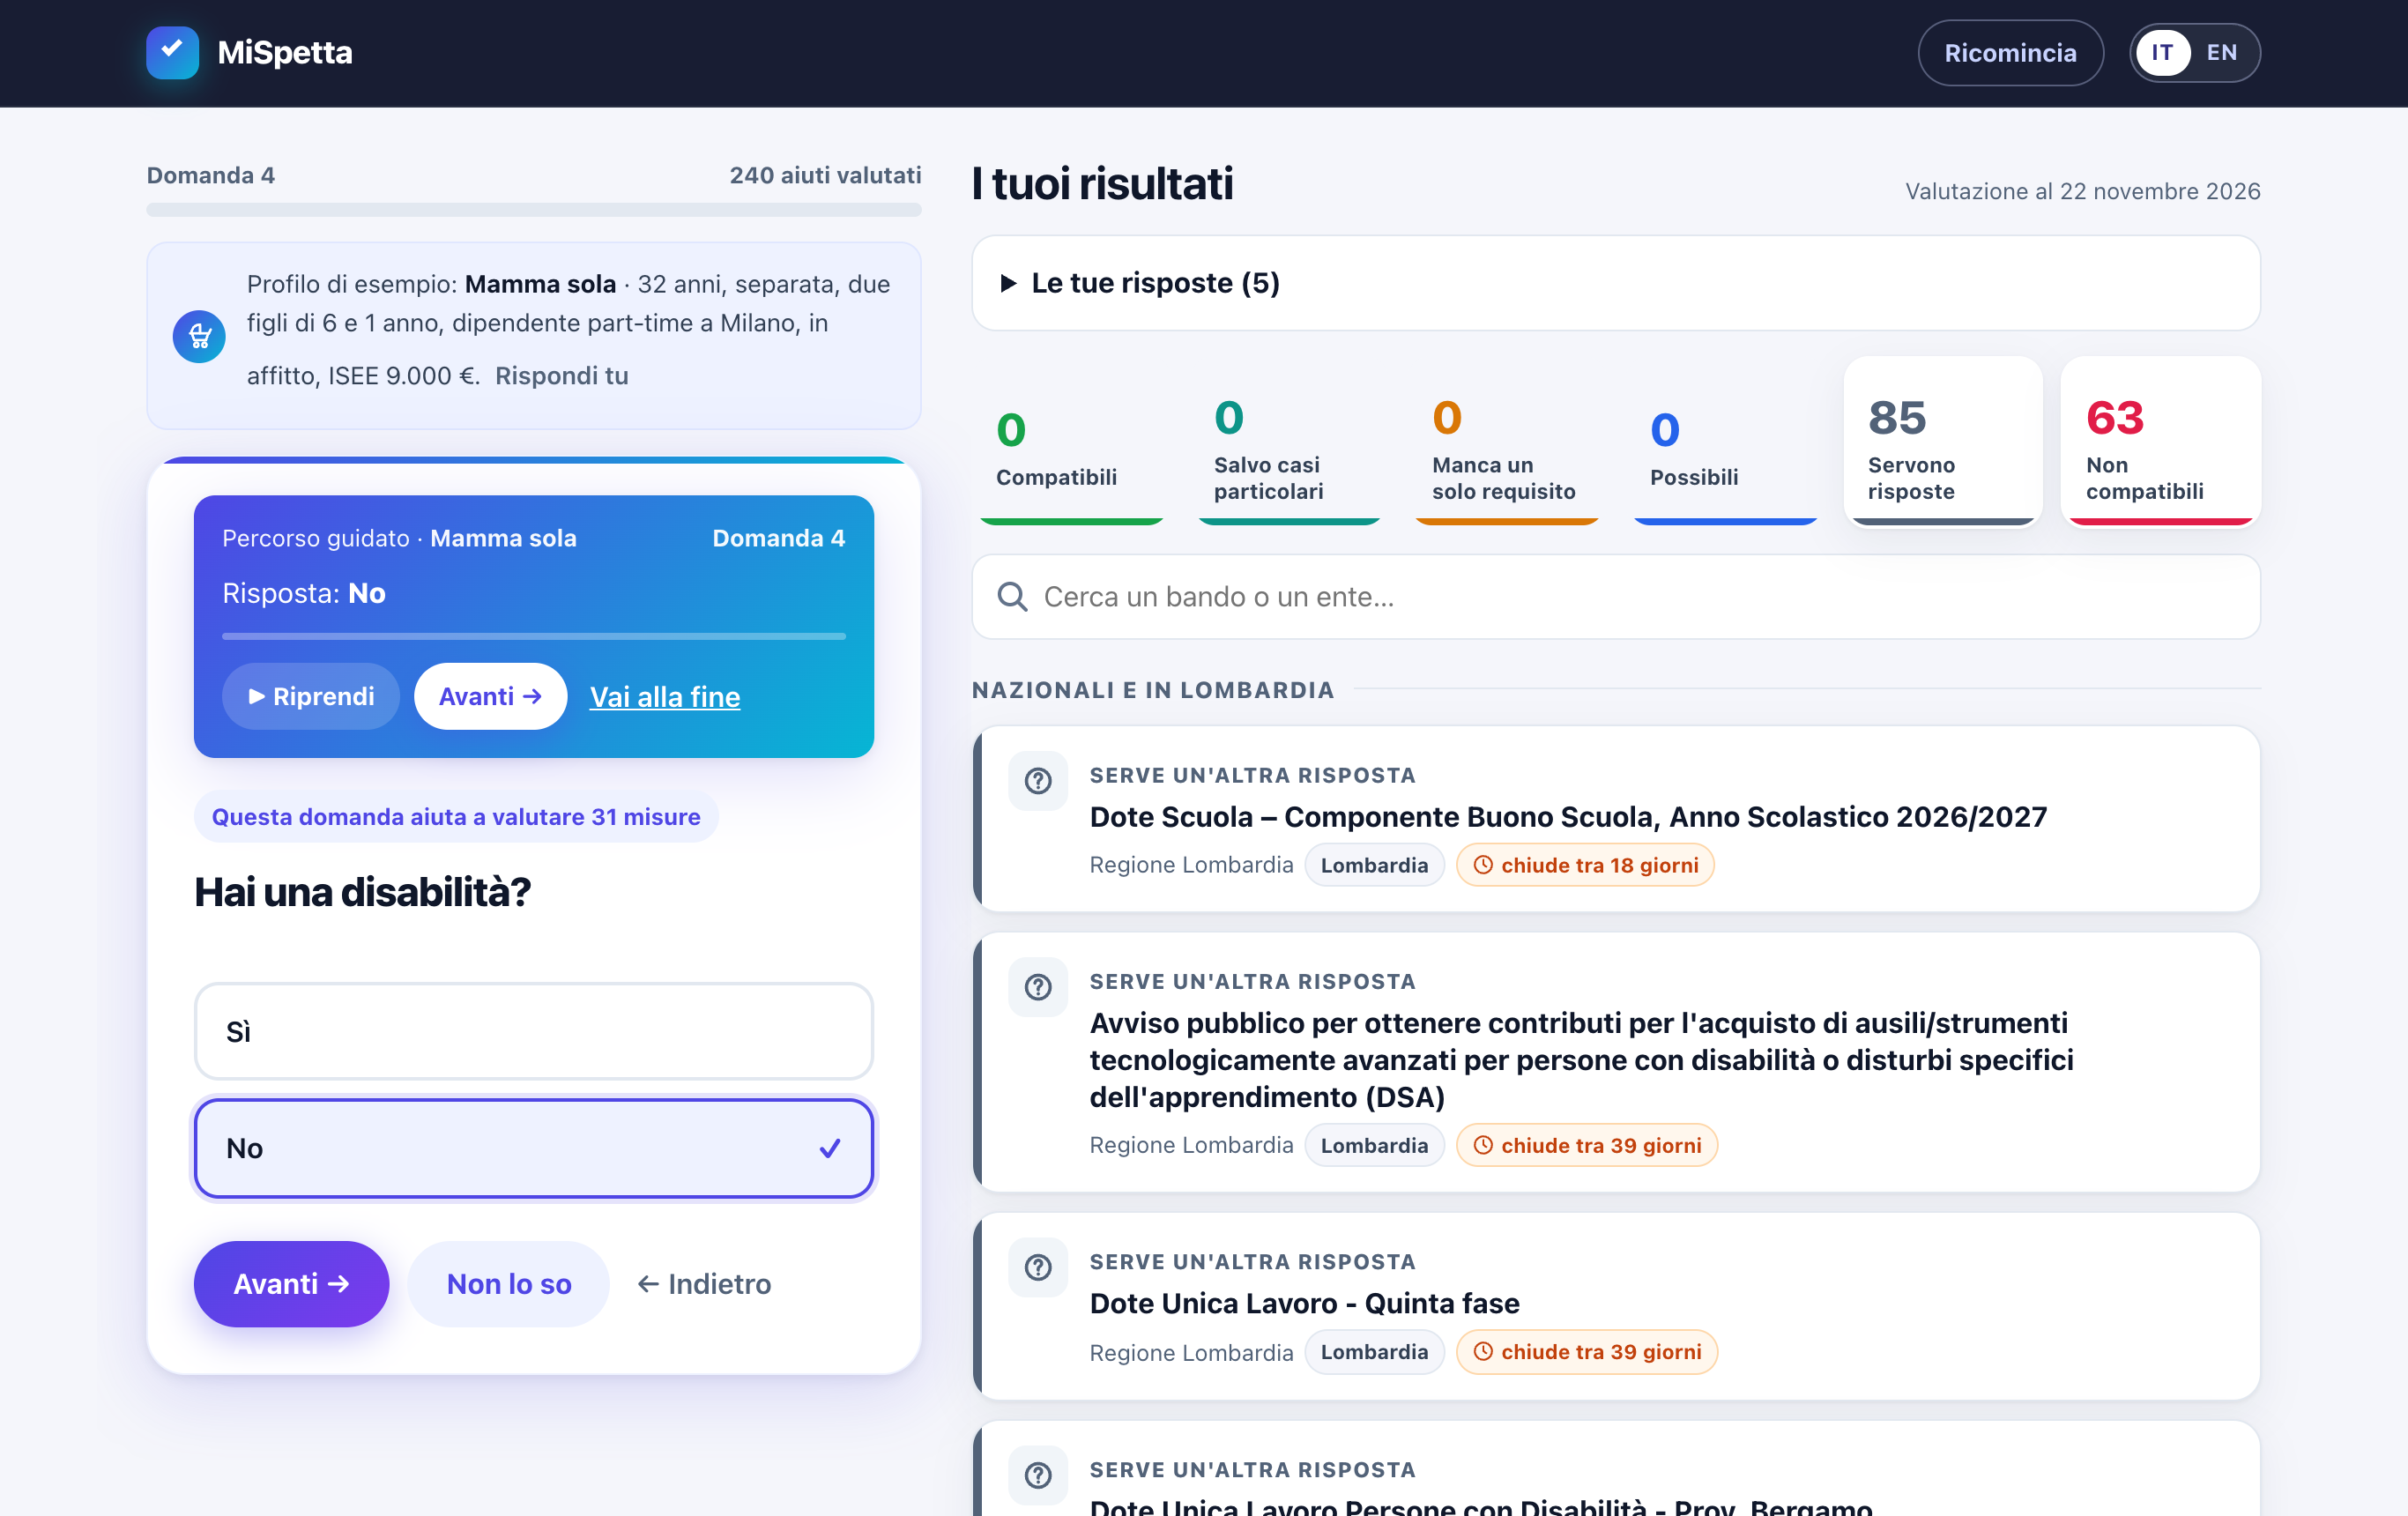 MiSpetta
Ricomincia
IT EN
Domanda 4
240 aiuti valutati
Profilo di esempio: Mamma sola · 32 anni, separata, due
figli di 6 e 1 anno, dipendente part-time a Milano, in
affitto, ISEE 9.000 €. Rispondi tu
Percorso guidato · Mamma sola
Domanda 4
Risposta: No
Riprendi
Avanti →
Vai alla fine
Questa domanda aiuta a valutare 31 misure
Hai una disabilità?
Sì
No
Avanti →
Non lo so
← Indietro
I tuoi risultati
Valutazione al 22 novembre 2026
Le tue risposte (5)
0
Compatibili
0
Salvo casi
particolari
0
Manca un
solo requisito
0
Possibili
85
Servono
risposte
63
Non
compatibili
Cerca un bando o un ente...
NAZIONALI E IN LOMBARDIA
SERVE UN'ALTRA RISPOSTA
Dote Scuola – Componente Buono Scuola, Anno Scolastico 2026/2027
Regione Lombardia Lombardia chiude tra 18 giorni
SERVE UN'ALTRA RISPOSTA
Avviso pubblico per ottenere contributi per l'acquisto di ausili/strumenti
tecnologicamente avanzati per persone con disabilità o disturbi specifici
dell'apprendimento (DSA)
Regione Lombardia Lombardia chiude tra 39 giorni
SERVE UN'ALTRA RISPOSTA
Dote Unica Lavoro - Quinta fase
Regione Lombardia Lombardia chiude tra 39 giorni
SERVE UN'ALTRA RISPOSTA
Dote Unica Lavoro Persone con Disabilità - Prov. Bergamo